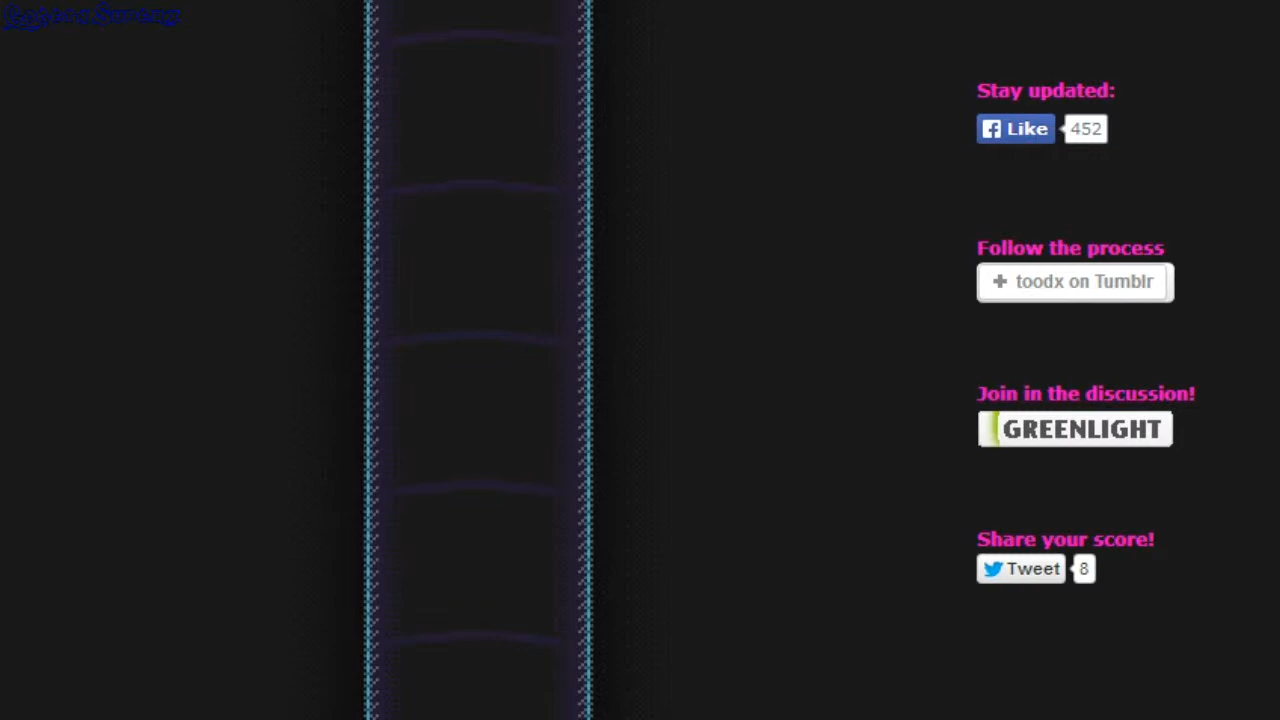 Stay updated:
Like 452
Follow the process
+ toodx on Tumblr
Join in the discussion!
GREENLIGHT
Share your score!
Tweet 8